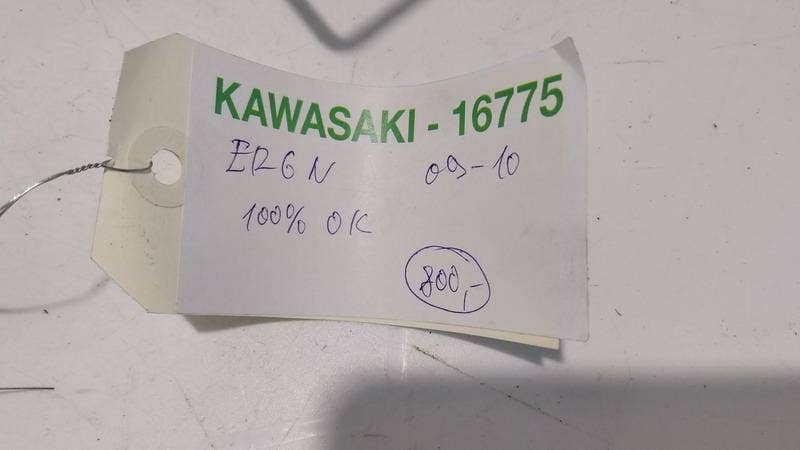 KAWASAKI - 16775
ER6N 09-10
100% OK
800,-